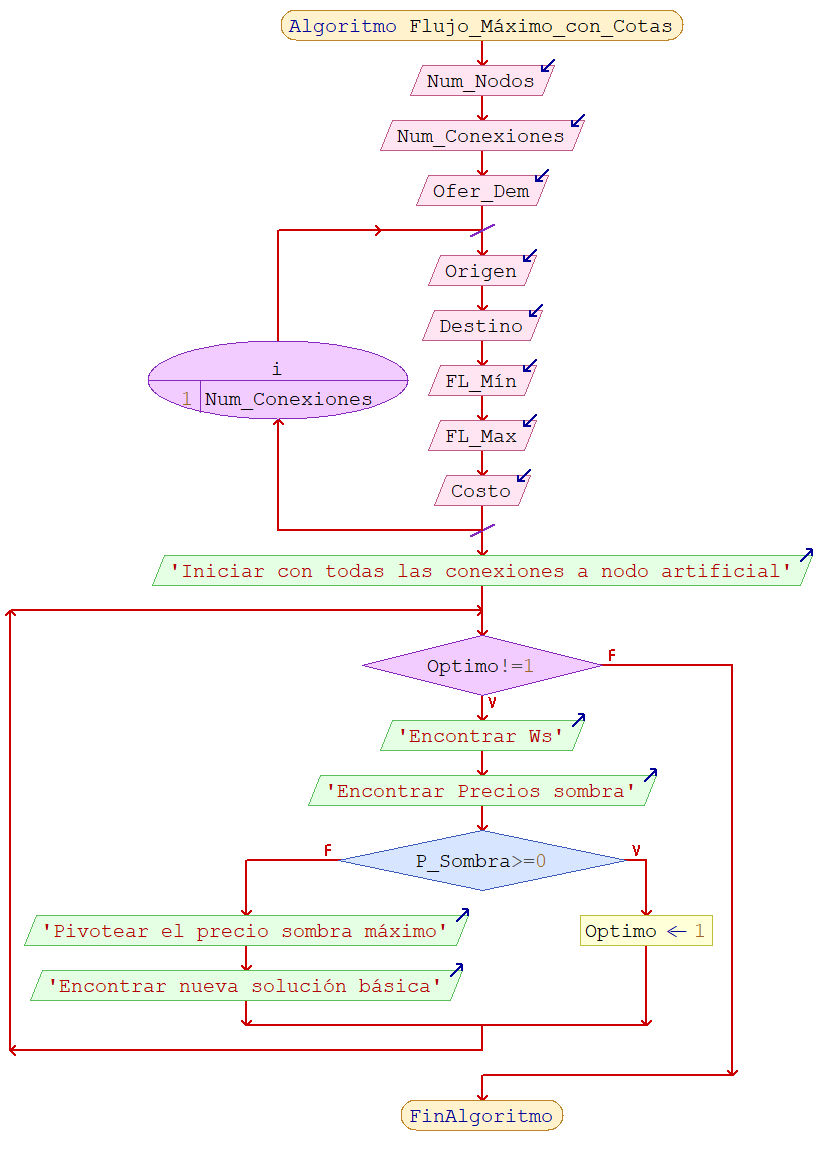 Algoritmo Flujo_Máximo_con_Cotas
Num_Nodos
Num_Conexiones
Ofer_Dem
Origen
Destino
i
1 Num_Conexiones
FL_Mín
FL_Max
Costo
'Iniciar con todas las conexiones a nodo artificial'
Optimo!=1
F
V
'Encontrar Ws'
'Encontrar Precios sombra'
F
V
P_Sombra>=0
'Pivotear el precio sombra máximo'
Optimo ← 1
'Encontrar nueva solución básica'
FinAlgoritmo